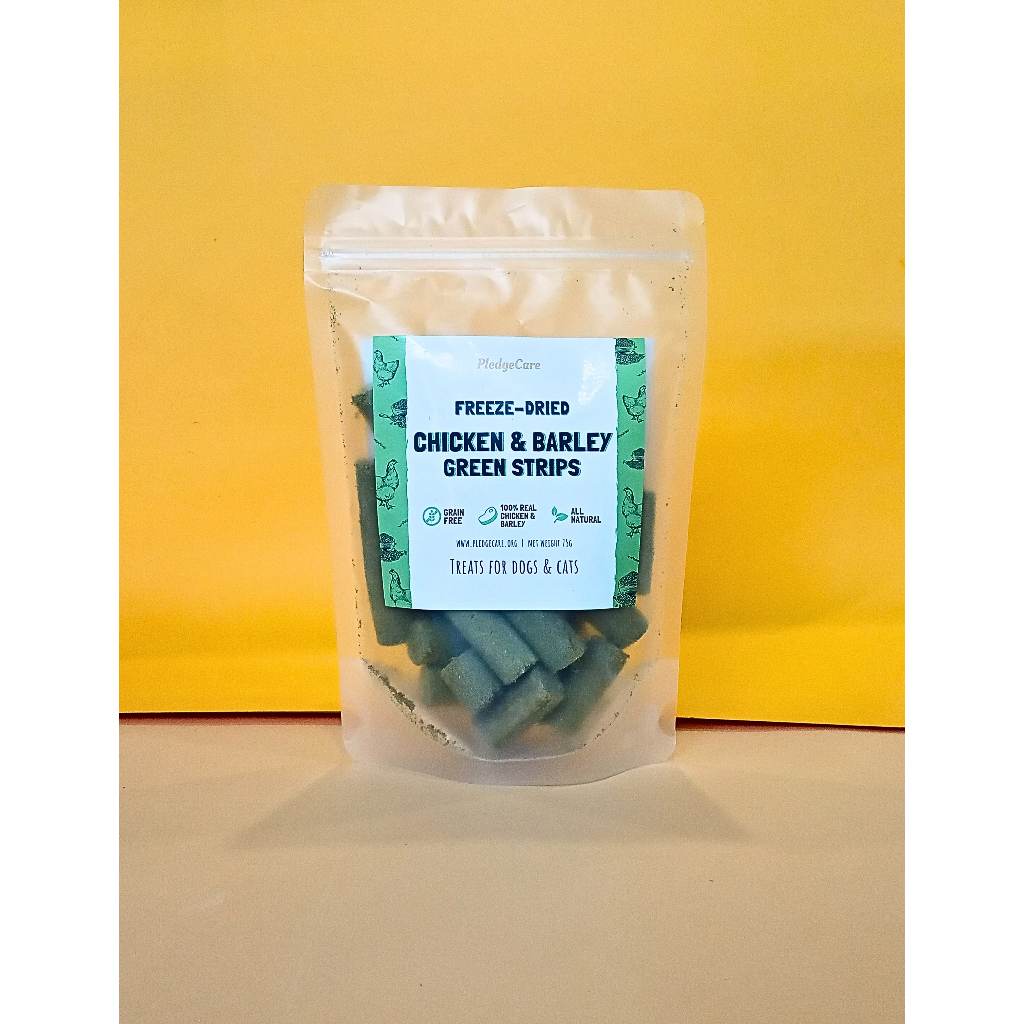 PledgeCare
FREEZE-DRIED
CHICKEN & BARLEY
GREEN STRIPS
GRAIN
FREE
100% REAL
CHICKEN &
BARLEY
ALL
NATURAL
WWW.PLEDGECARE.ORG | NET WEIGHT 75G
TREATS FOR DOGS & CATS